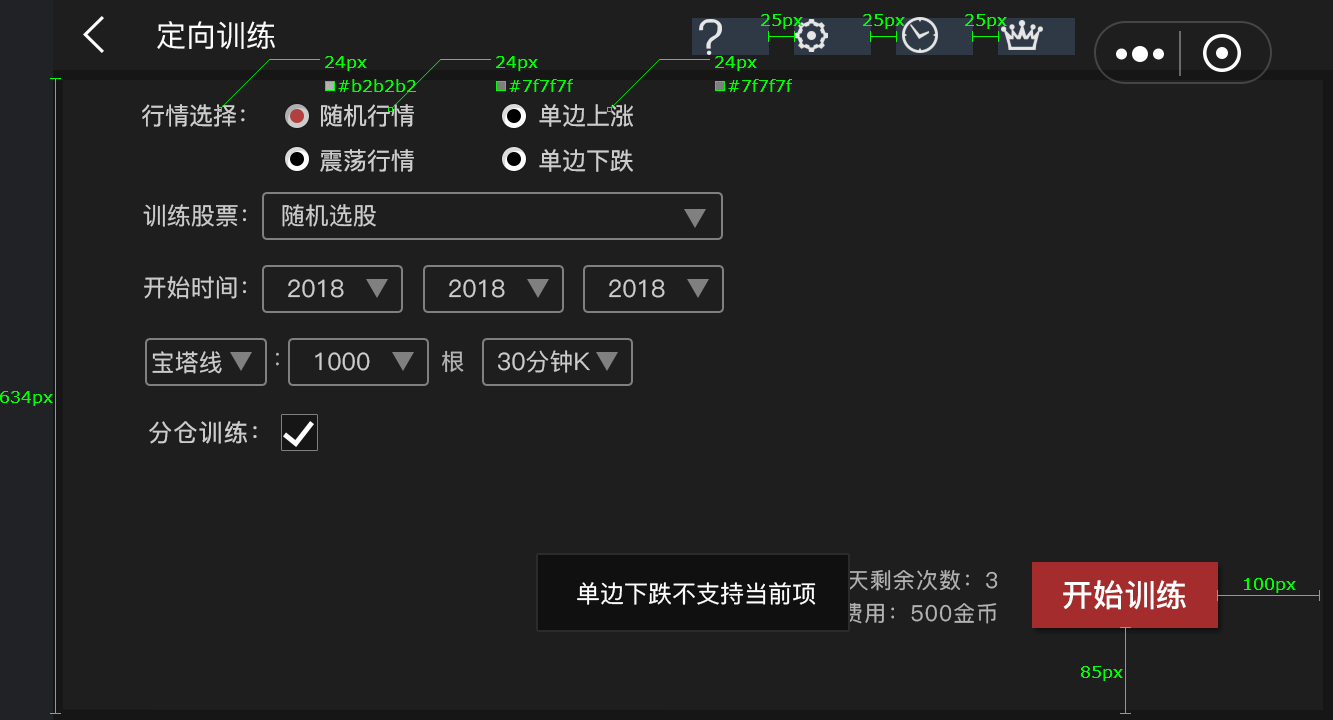 定向训练
25px 25px 25px
24px 24px 24px
#b2b2b2 #7f7f7f #7f7f7f
行情选择： 随机行情 单边上涨
震荡行情 单边下跌
训练股票： 随机选股
开始时间： 2018 2018 2018
宝塔线 : 1000 根 30分钟K
634px
分仓训练：
单边下跌不支持当前项
天剩余次数：3
费用：500金币
开始训练
100px
85px